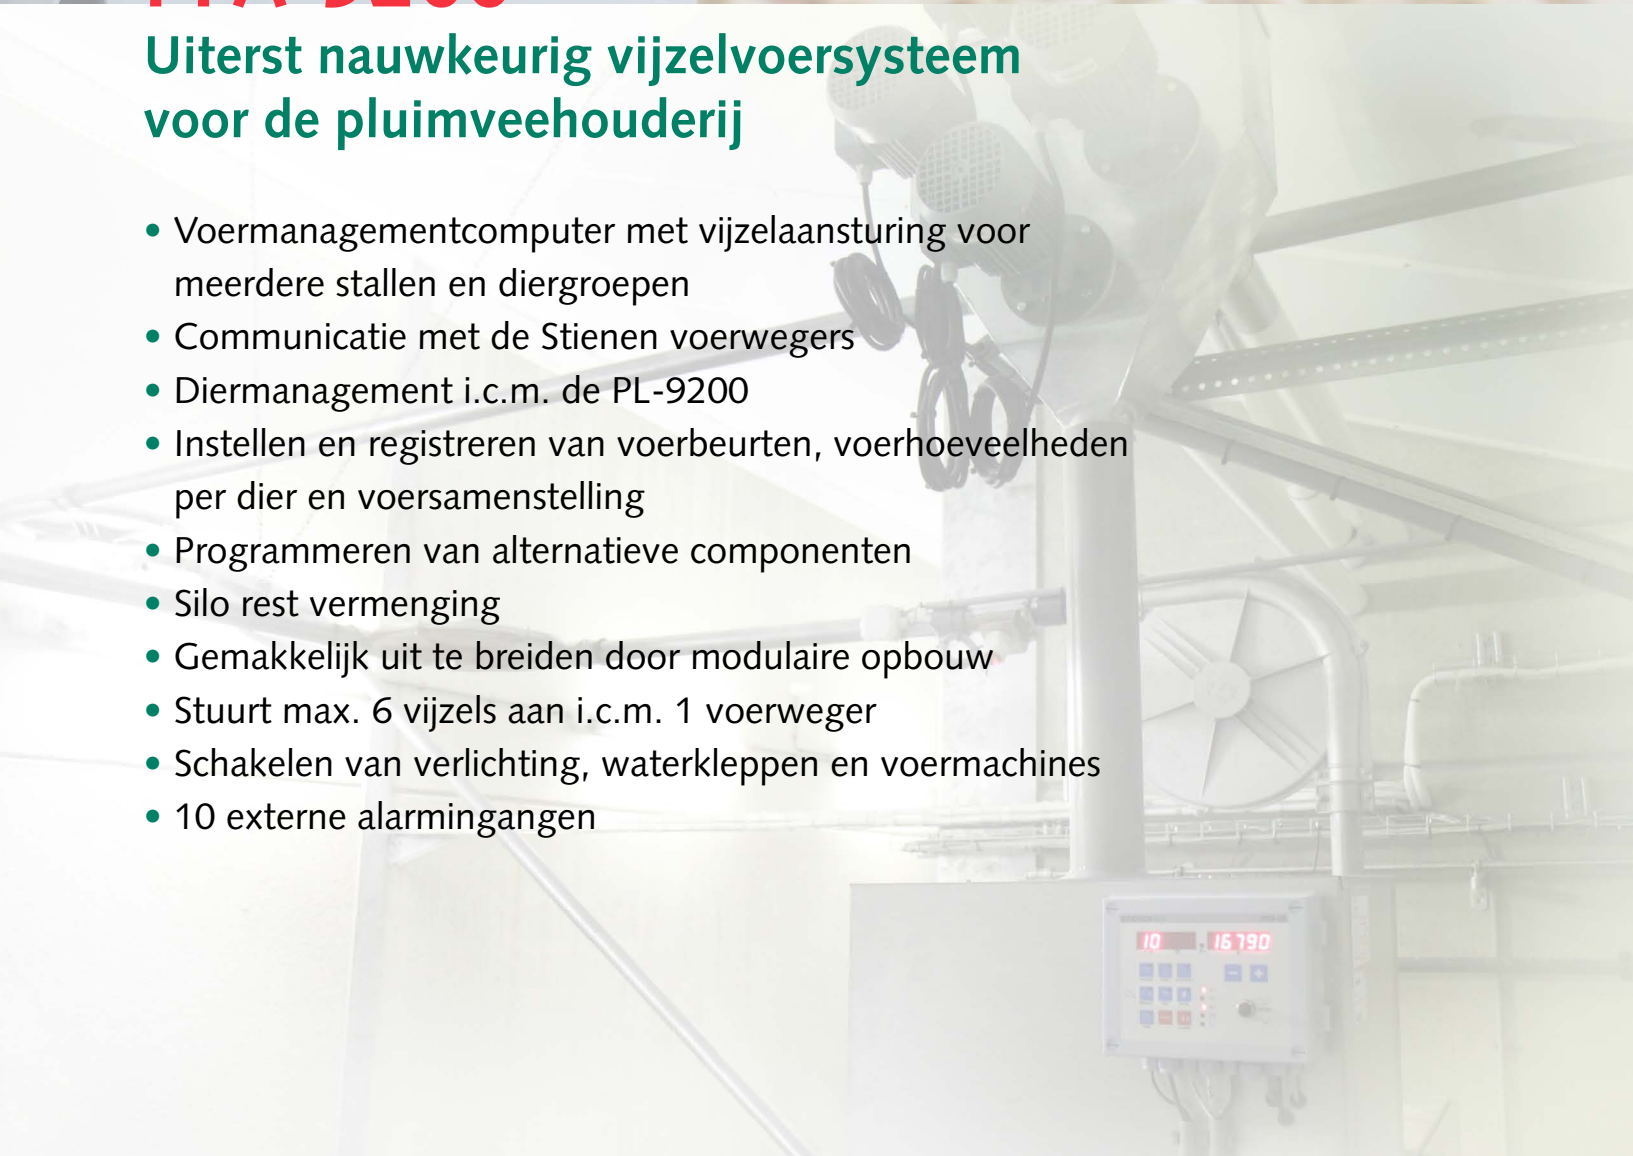 Uiterst nauwkeurig vijzelvoersysteem
voor de pluimveehouderij
• Voermanagementcomputer met vijzelaansturing voor
meerdere stallen en diergroepen
• Communicatie met de Stienen voerwegers
• Diermanagement i.c.m. de PL-9200
• Instellen en registreren van voerbeurten, voerhoeveelheden
per dier en voersamenstelling
• Programmeren van alternatieve componenten
• Silo rest vermenging
• Gemakkelijk uit te breiden door modulaire opbouw
• Stuurt max. 6 vijzels aan i.c.m. 1 voerweger
• Schakelen van verlichting, waterkleppen en voermachines
• 10 externe alarmingangen
10 16790